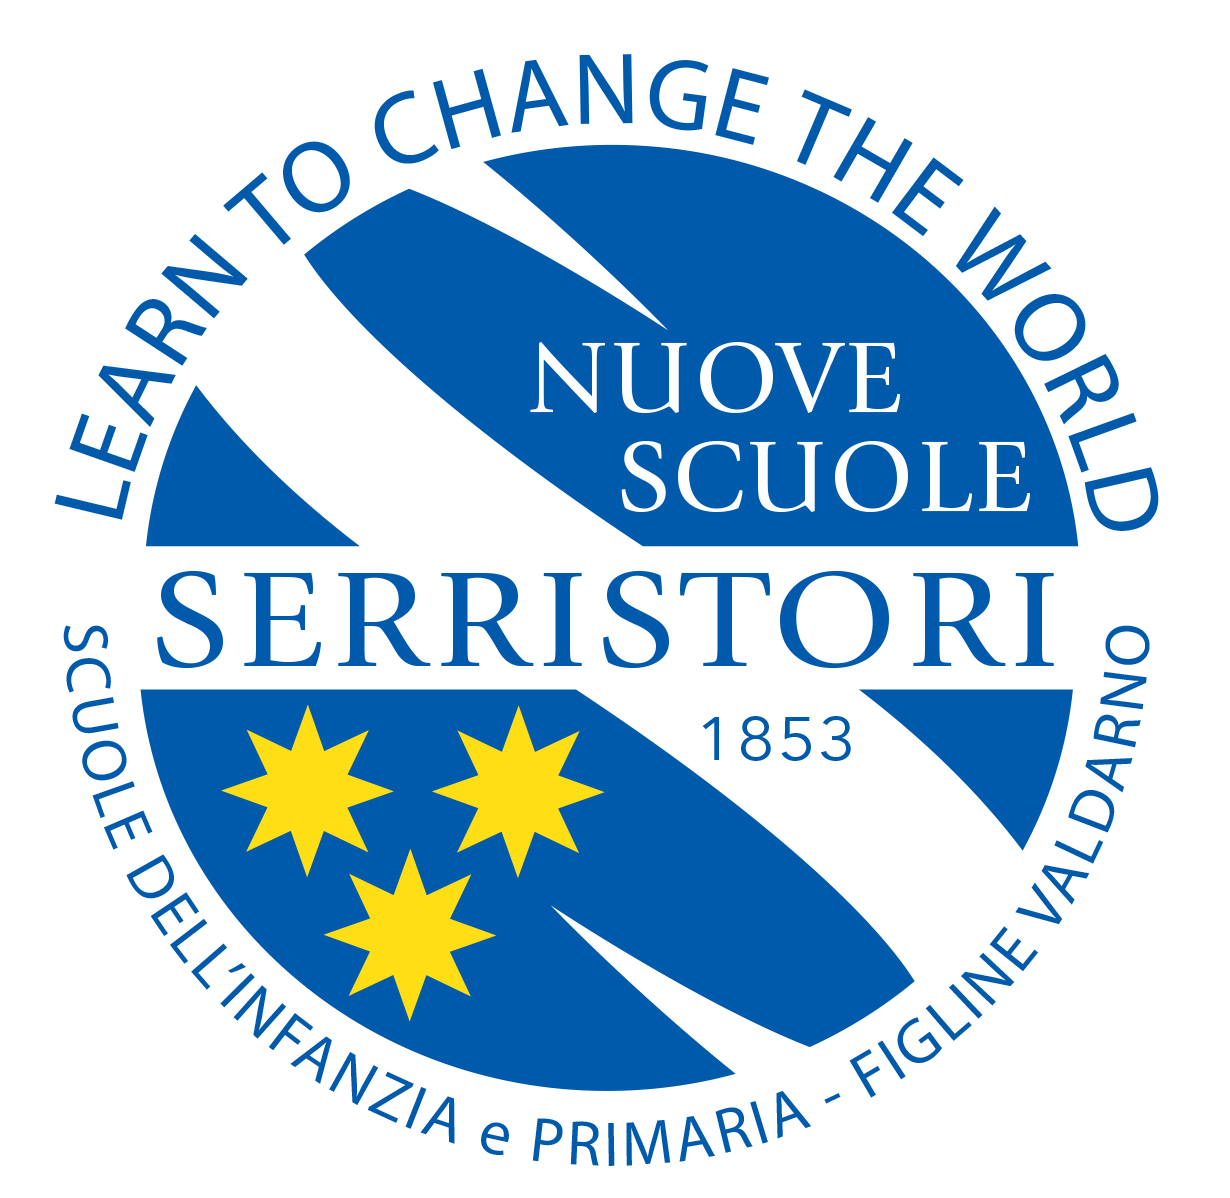 LEARN TO CHANGE THE WORLD
NUOVE
SCUOLE
SERRISTORI
1853
SCUOLE DELL'INFANZIA e PRIMARIA - FIGLINE VALDARNO